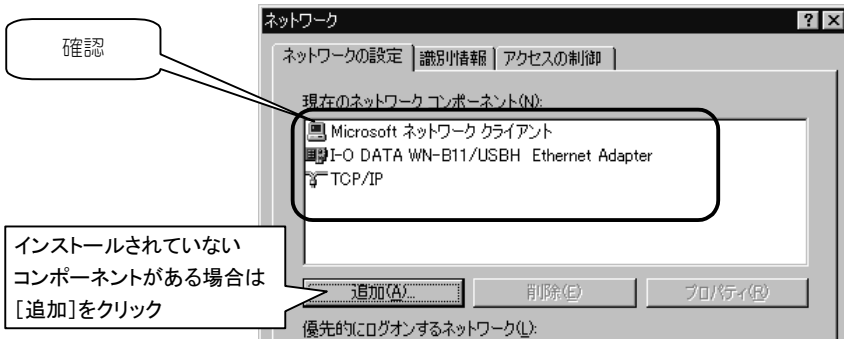 確認
ネットワーク
ネットワークの設定 識別情報 アクセスの制御
現在のネットワーク コンポーネント(N):
Microsoft ネットワーク クライアント
I-O DATA WN-B11/USBH Ethernet Adapter
TCP/IP
インストールされていない
コンポーネントがある場合は
[追加]をクリック
追加(A)... 削除(E) プロパティ(R)
優先的にログオンするネットワーク(L):